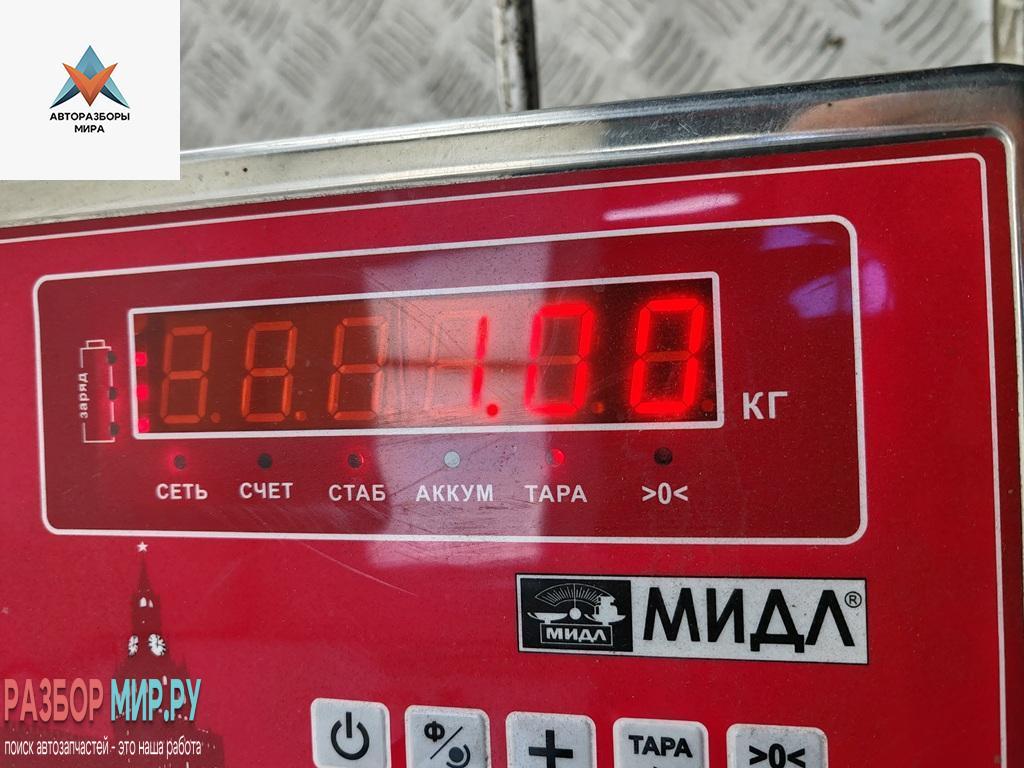 АВТОРАЗБОРЫ
МИРА
заряд
1.00
КГ
СЕТЬ СЧЕТ СТАБ АККУМ ТАРА >0<
МИДЛ МИДЛ®
РАЗБОР МИР.РУ
поиск автозапчастей - это наша работа
Ф
+
ТАРА
>0<